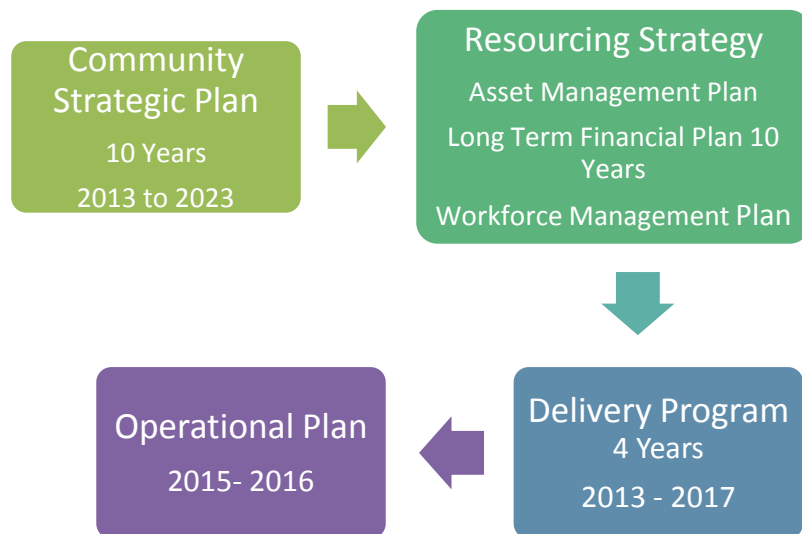 Community
Strategic Plan
10 Years
2013 to 2023
Resourcing Strategy
Asset Management Plan
Long Term Financial Plan 10
Years
Workforce Management Plan
Delivery Program
4 Years
2013 - 2017
Operational Plan
2015- 2016